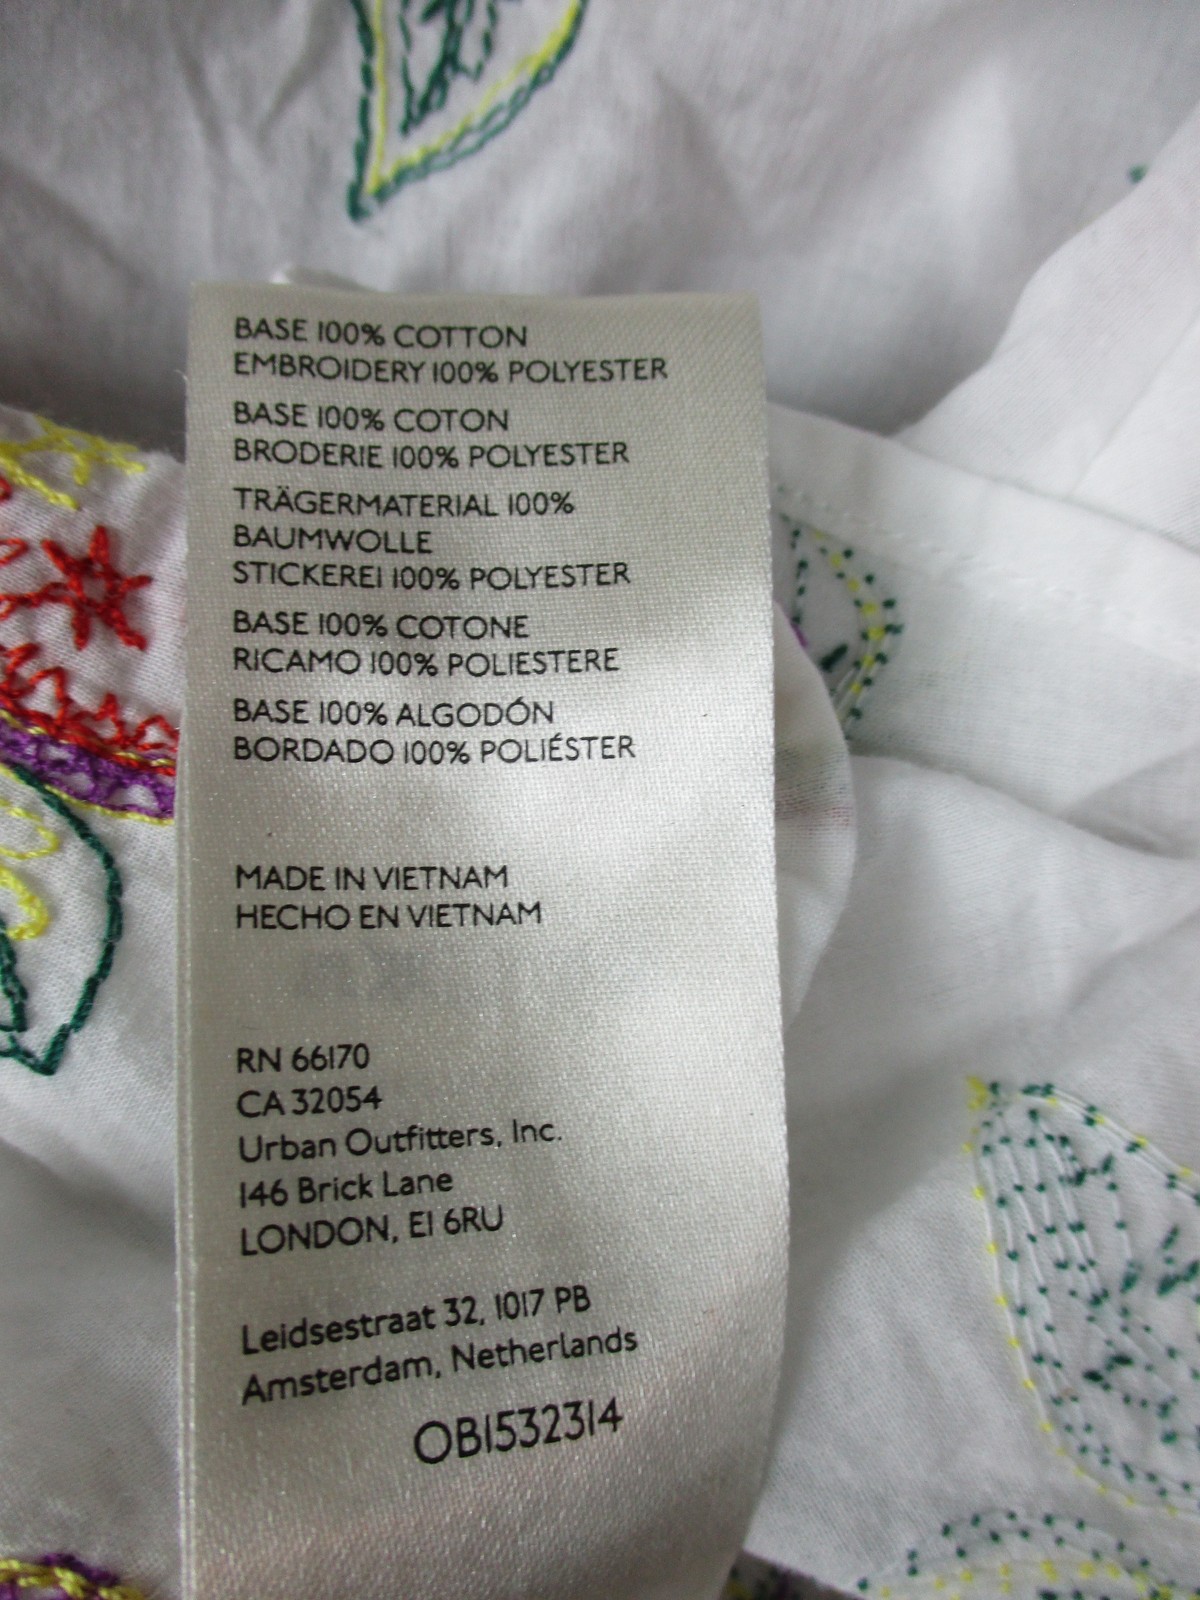 BASE 100% COTTON
EMBROIDERY 100% POLYESTER
BASE 100% COTON
BRODERIE 100% POLYESTER
TRÄGERMATERIAL 100%
BAUMWOLLE
STICKEREI 100% POLYESTER
BASE 100% COTONE
RICAMO 100% POLIESTERE
BASE 100% ALGODÓN
BORDADO 100% POLIÉSTER
MADE IN VIETNAM
HECHO EN VIETNAM
RN 66170
CA 32054
Urban Outfitters, Inc.
146 Brick Lane
LONDON, E1 6RU
Leidsestraat 32, 1017 PB
Amsterdam, Netherlands
OB1532314